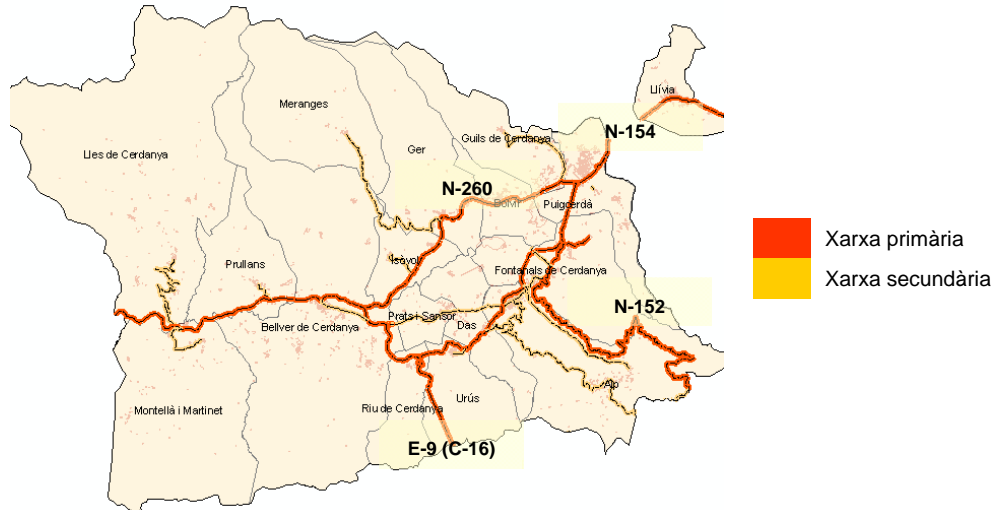 Llívia
Meranges
N-154
Guils de Cerdanya
Ger
Lles de Cerdanya
N-260
Bolvir
Puigcerdà
Xarxa primària
Isòvol
Prullans
Fontanals de Cerdanya
Xarxa secundària
N-152
Prats i Sansor
Das
Bellver de Cerdanya
Alp
Urús
Riu de Cerdanya
Montellà i Martinet
E-9 (C-16)